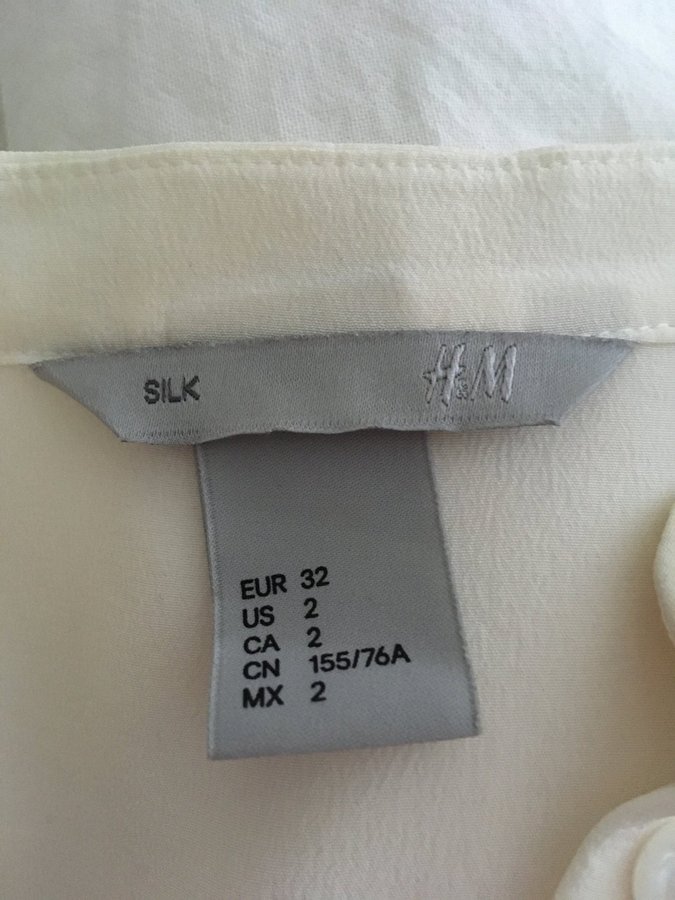 SILK H&M
EUR 32
US 2
CA 2
CN 155/76A
MX 2